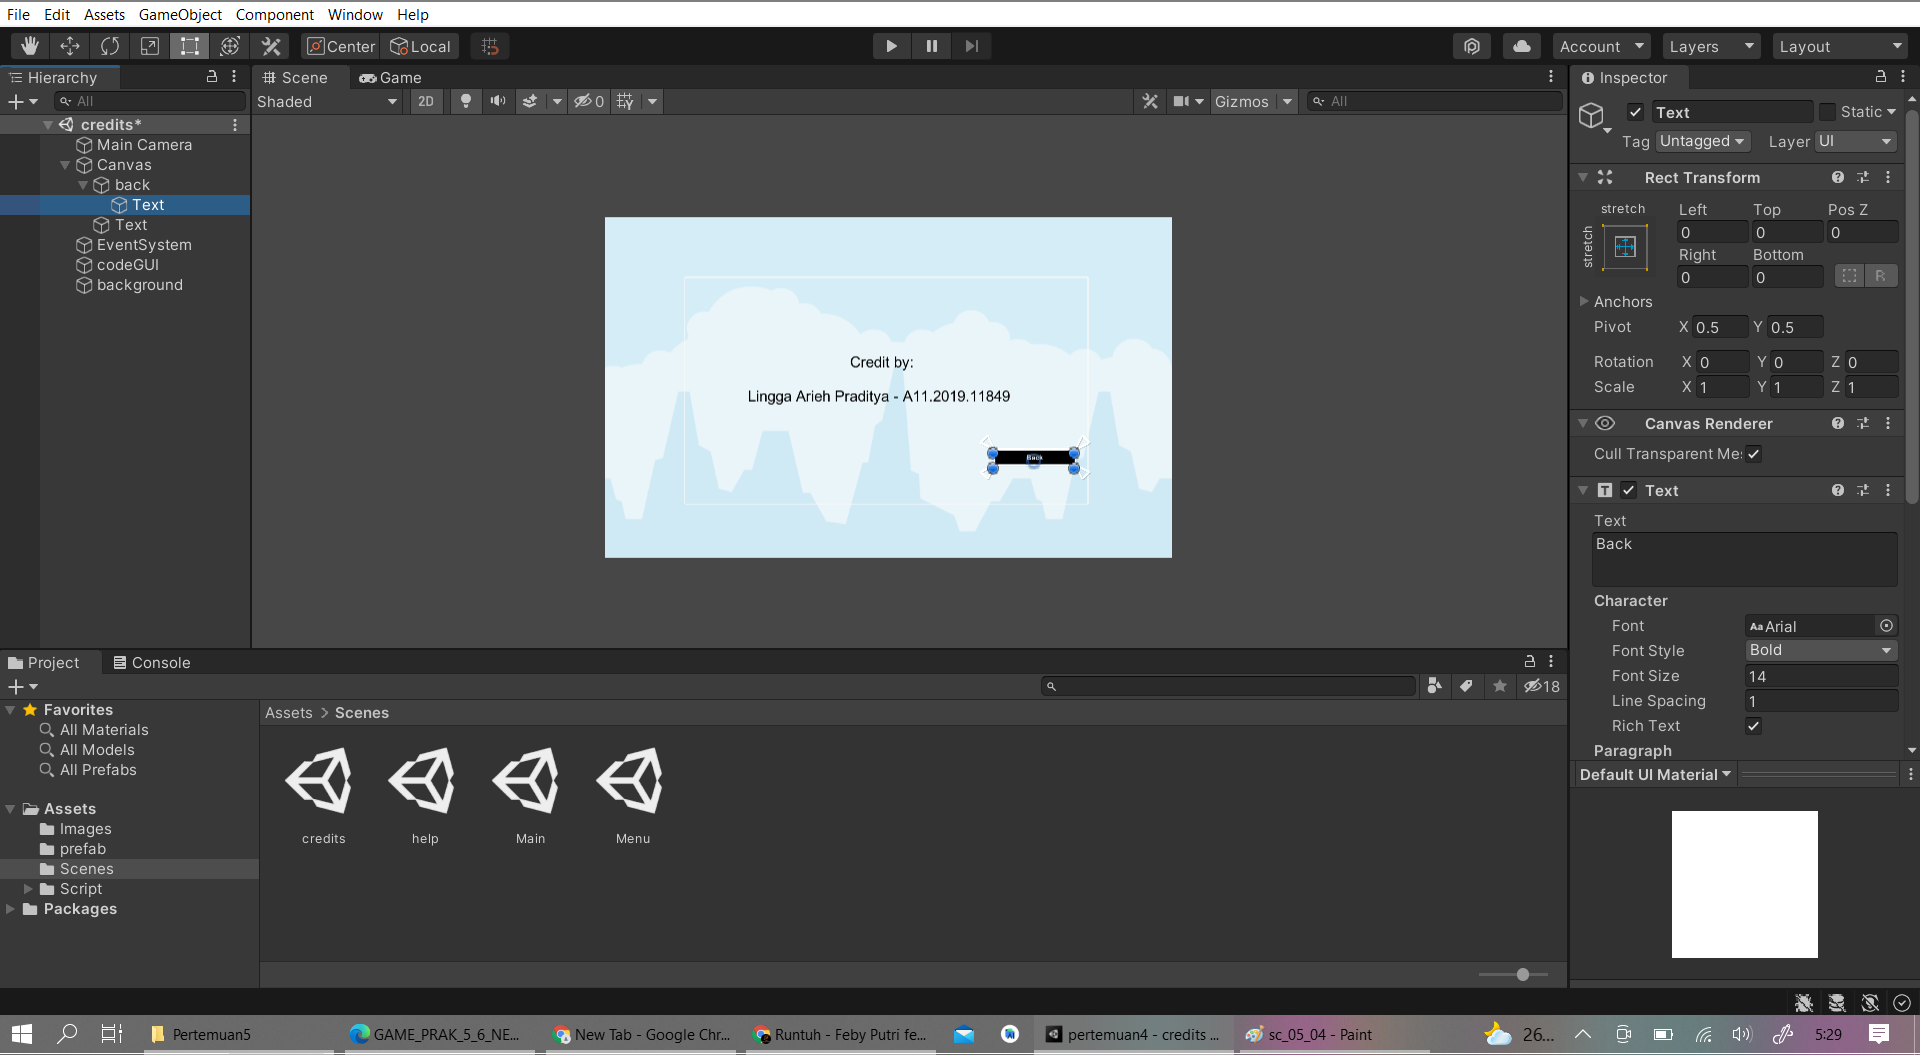 File Edit Assets GameObject Component Window Help
Center Local Account Layers Layout
Hierarchy
All
credits*
Main Camera
Canvas
back
Text
Text
EventSystem
codeGUI
background
Scene Game
Shaded 2D 0 Gizmos All
Credit by:
Lingga Arieh Praditya - A11.2019.11849
Back
Inspector
Text Static
Tag Untagged Layer UI
Rect Transform
stretch Left Top Pos Z
stretch 0 0 0
Right Bottom
0 0 R
Anchors
Pivot X 0.5 Y 0.5
Rotation X 0 Y 0 Z 0
Scale X 1 Y 1 Z 1
Canvas Renderer
Cull Transparent Me
Text
Text
Back
Character
Font Aa Arial
Font Style Bold
Font Size 14
Line Spacing 1
Rich Text
Paragraph
Default UI Material
Project Console
18
Favorites
All Materials
All Models
All Prefabs
Assets
Images
prefab
Scenes
Script
Packages
Assets > Scenes
credits help Main Menu
Pertemuan5 GAME_PRAK_5_6_NE... New Tab - Google Chr... Runtuh - Feby Putri fe... pertemuan4 - credits ... sc_05_04 - Paint 26... 5:29